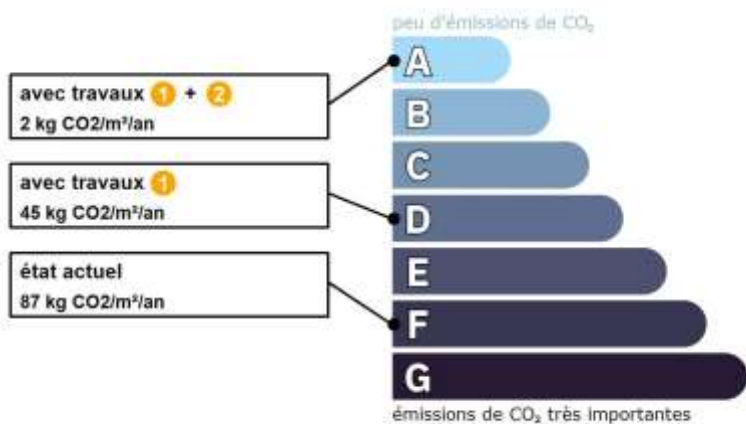 peu d'émissions de CO₂
A
avec travaux 1 + 2
2 kg CO2/m²/an
B
C
avec travaux 1
45 kg CO2/m²/an
D
E
état actuel
87 kg CO2/m²/an
F
G
émissions de CO₂ très importantes